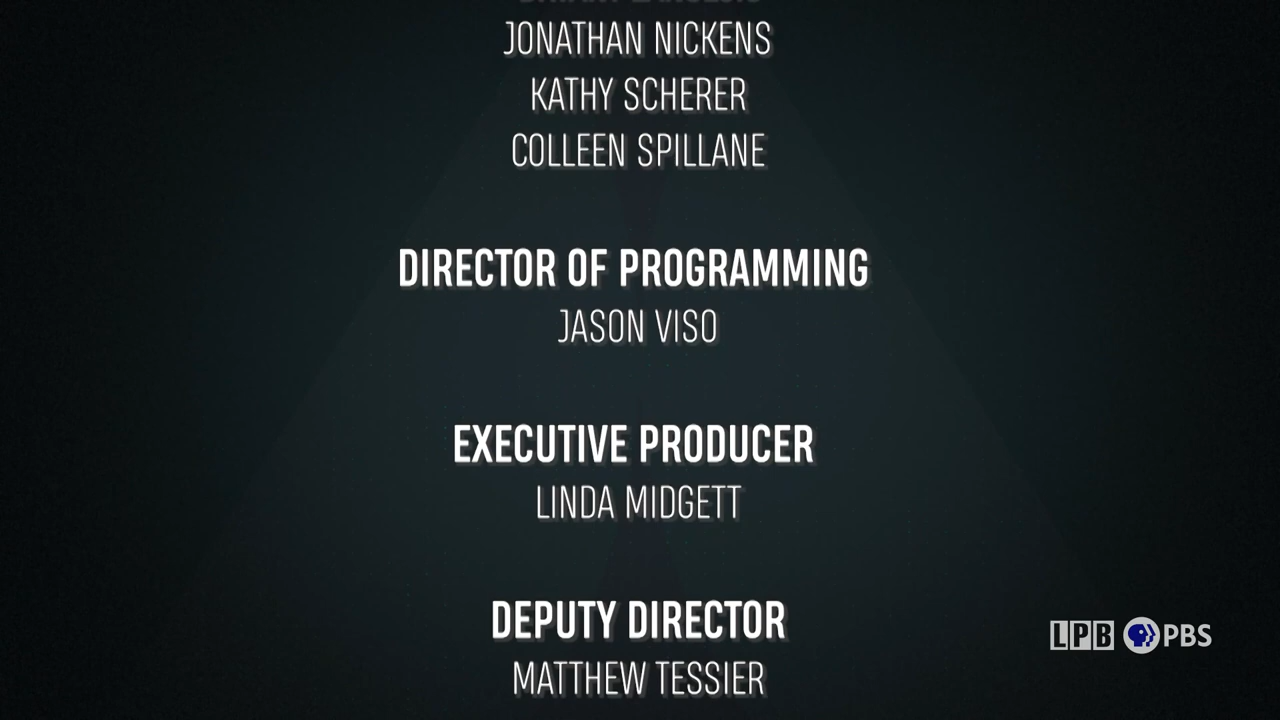 JONATHAN NICKENS
KATHY SCHERER
COLLEEN SPILLANE
DIRECTOR OF PROGRAMMING
JASON VISO
EXECUTIVE PRODUCER
LINDA MIDGETT
DEPUTY DIRECTOR
MATTHEW TESSIER
LPB PBS